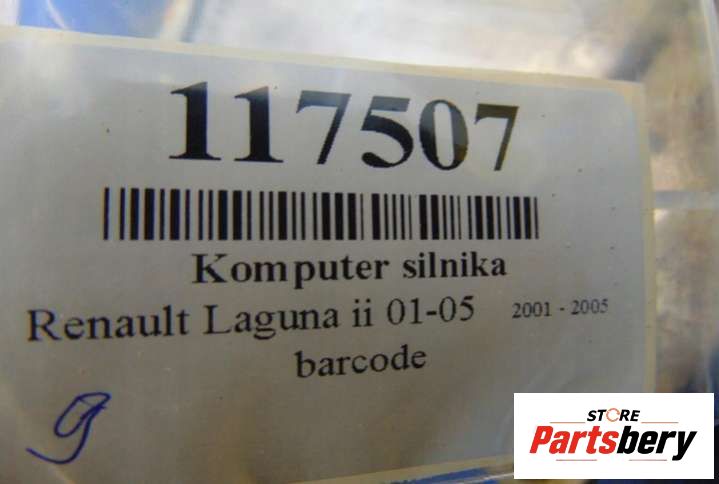 117507
Komputer silnika
Renault Laguna ii 01-05 2001 - 2005
barcode
g
STORE
Partsbery